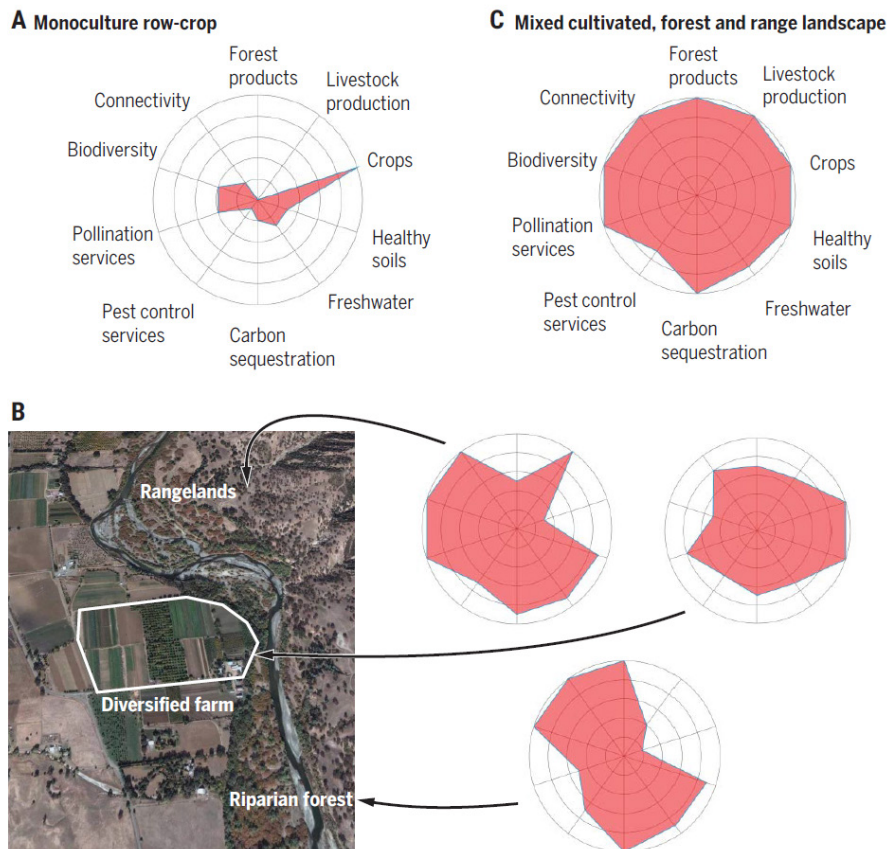 A Monoculture row-crop
Forest
products
Livestock
production
Crops
Healthy
soils
Freshwater
Carbon
sequestration
Pest control
services
Pollination
services
Biodiversity
Connectivity
C Mixed cultivated, forest and range landscape
Forest
products
Livestock
production
Crops
Healthy
soils
Freshwater
Carbon
sequestration
Pest control
services
Pollination
services
Biodiversity
Connectivity
B
Rangelands
Diversified farm
Riparian forest